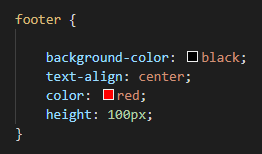 footer {
background-color: black;
text-align: center;
color: red;
height: 100px;
}